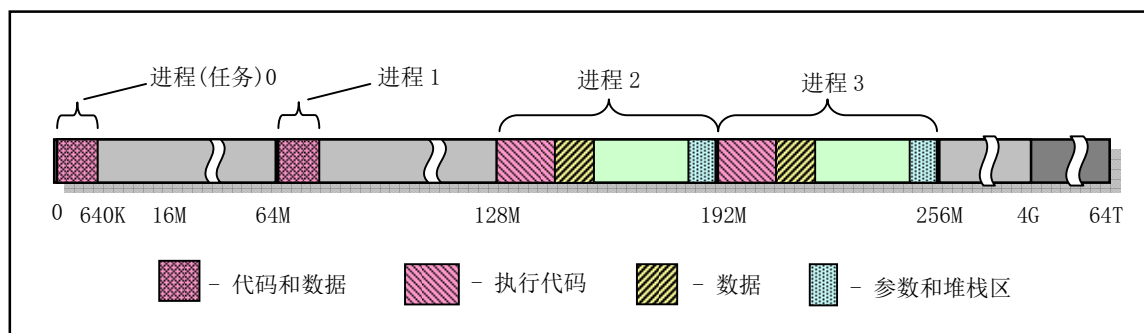 进程(任务)0
进程1
进程2
进程3
0 640K 16M 64M 128M 192M 256M 4G 64T
- 代码和数据 - 执行代码 - 数据 - 参数和堆栈区